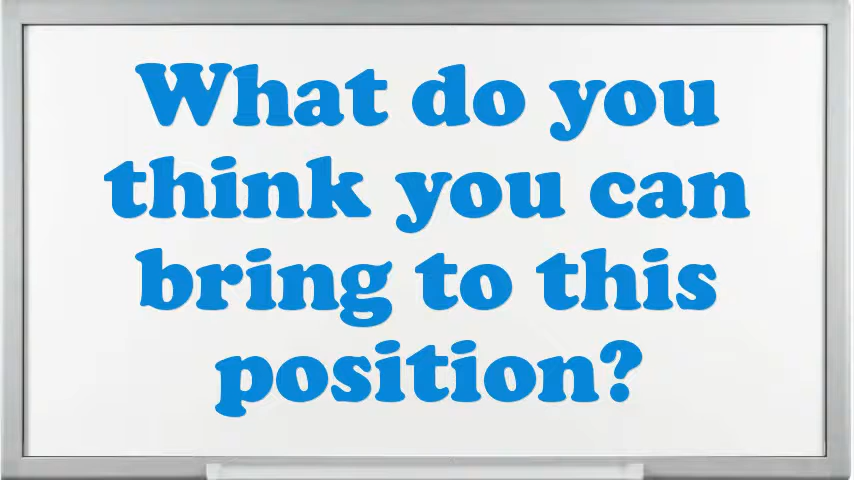 What do you
think you can
bring to this
position?